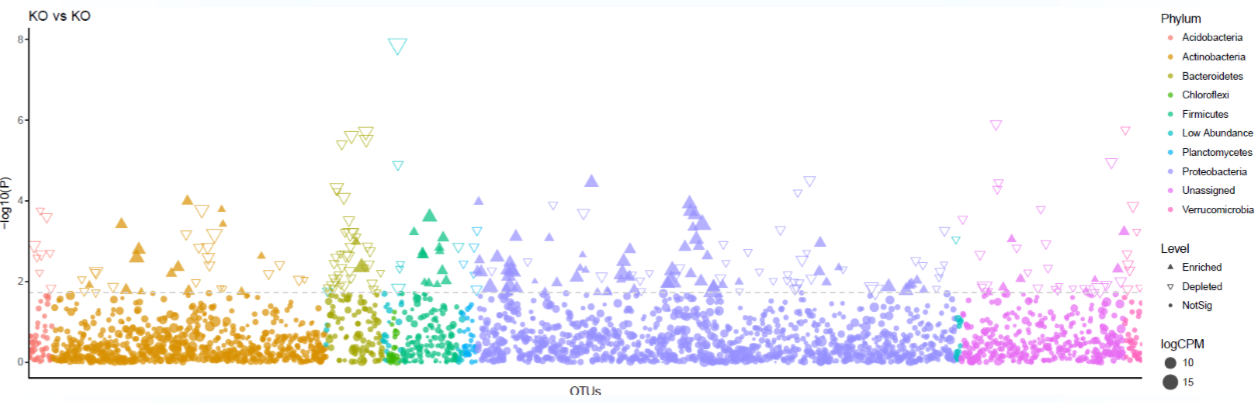 KO vs KO
8
6
4
2
0
−log10(P)
OTUs
Phylum
Acidobacteria
Actinobacteria
Bacteroidetes
Chloroflexi
Firmicutes
Low Abundance
Planctomycetes
Proteobacteria
Unassigned
Verrucomicrobia
Level
Enriched
Depleted
NotSig
logCPM
10
15